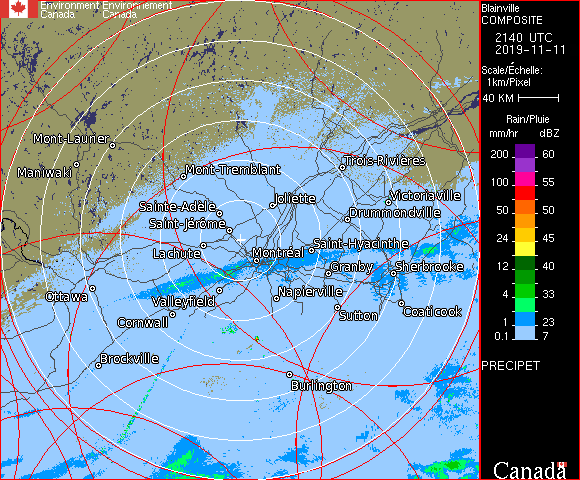 Environment Environnement
Canada Canada
Blainville
COMPOSITE
2140 UTC
2019-11-11
Scale/Échelle:
1km/Pixel
40 KM
Rain/Pluie
mm/hr dBZ
200 60
100 55
50 50
24 45
12 40
4 33
1 23
0.1 7
PRECIPET
Canada
Mont-Laurier
Maniwaki
Mont-Tremblant
Trois-Rivières
Sainte-Adèle
Joliette
Victoriaville
Saint-Jérôme
Drummondville
Lachute
Montréal
Saint-Hyacinthe
Granby
Sherbrooke
Ottawa
Valleyfield
Napierville
Cornwall
Sutton
Coaticook
Brockville
Burlington